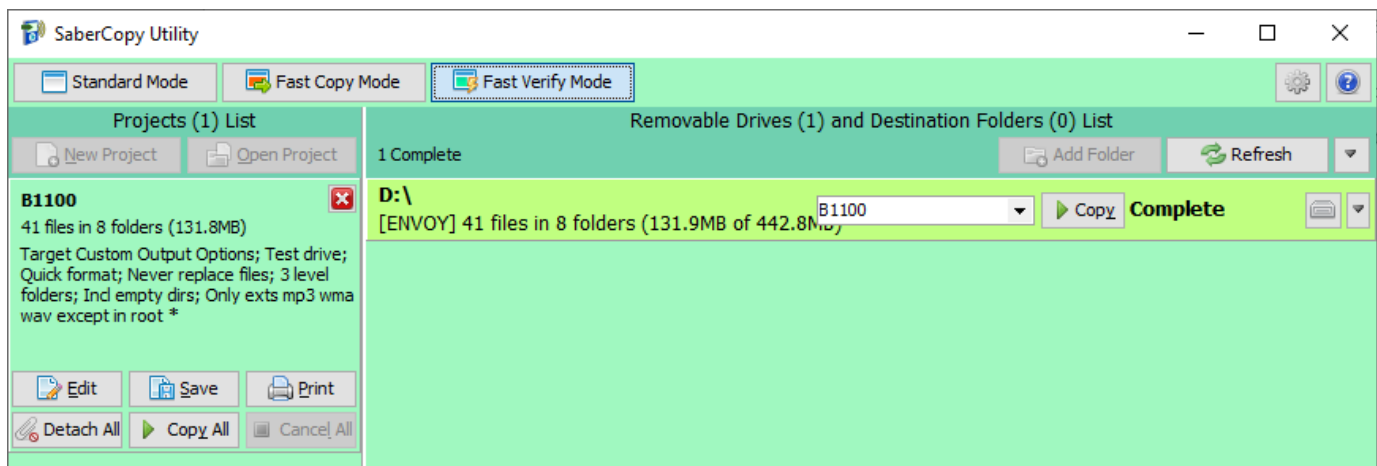 SaberCopy Utility
Standard Mode
Fast Copy Mode
Fast Verify Mode
Projects (1) List
Removable Drives (1) and Destination Folders (0) List
New Project
Open Project
1 Complete
Add Folder
Refresh
B1100
41 files in 8 folders (131.8MB)
Target Custom Output Options; Test drive;
Quick format; Never replace files; 3 level
folders; Incl empty dirs; Only exts mp3 wma
wav except in root *
Edit
Save
Print
Detach All
Copy All
Cancel All
D:\
[ENVOY] 41 files in 8 folders (131.9MB of 442.8MB)
B1100
Copy
Complete